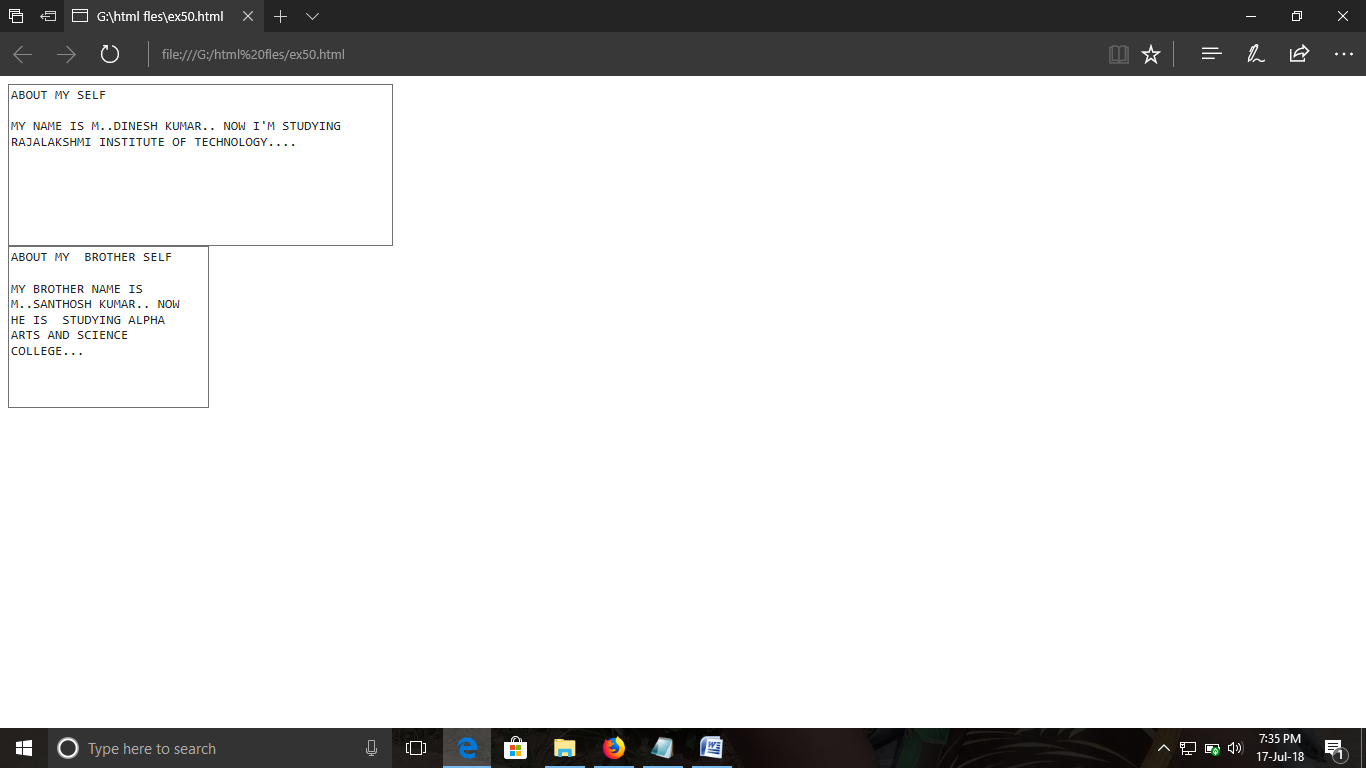 G:\html fles\ex50.html
file:///G:/html%20fles/ex50.html
ABOUT MY SELF
MY NAME IS M..DINESH KUMAR.. NOW I'M STUDYING
RAJALAKSHMI INSTITUTE OF TECHNOLOGY....
ABOUT MY  BROTHER SELF
MY BROTHER NAME IS
M..SANTHOSH KUMAR.. NOW
HE IS  STUDYING ALPHA
ARTS AND SCIENCE
COLLEGE...
Type here to search
7:35 PM
17-Jul-18
1